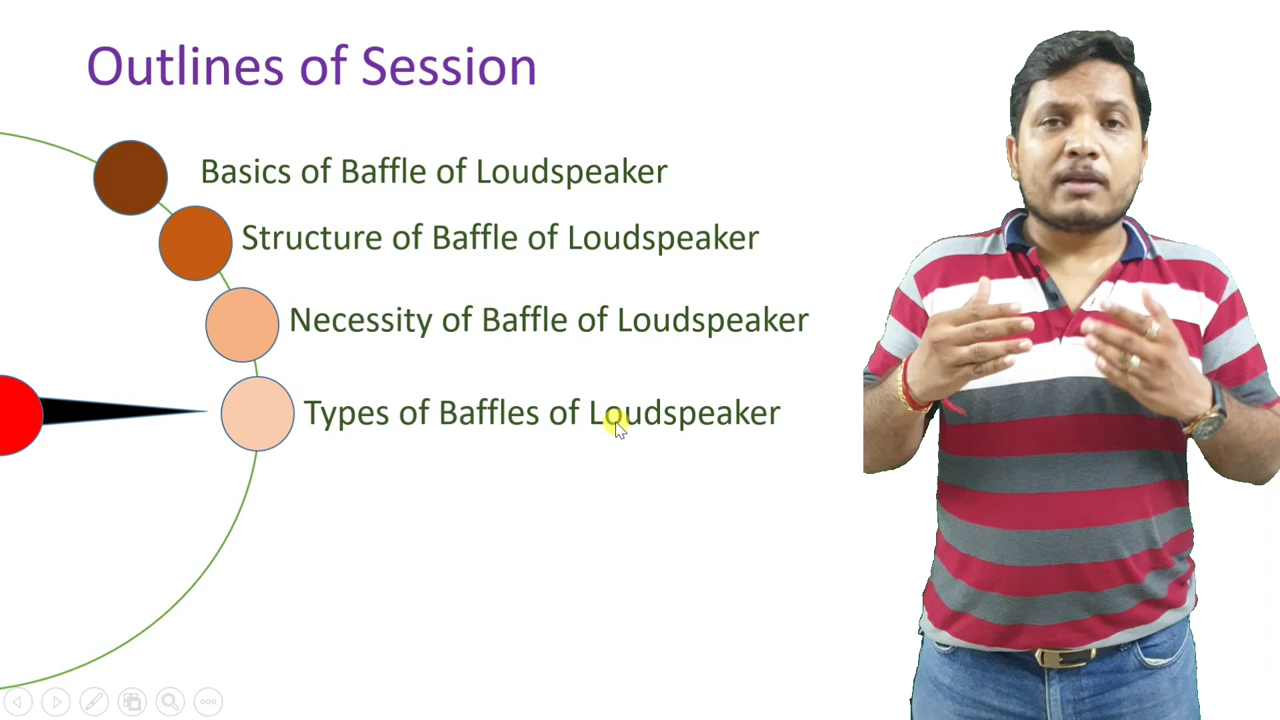 Outlines of Session
Basics of Baffle of Loudspeaker
Structure of Baffle of Loudspeaker
Necessity of Baffle of Loudspeaker
Types of Baffles of Loudspeaker